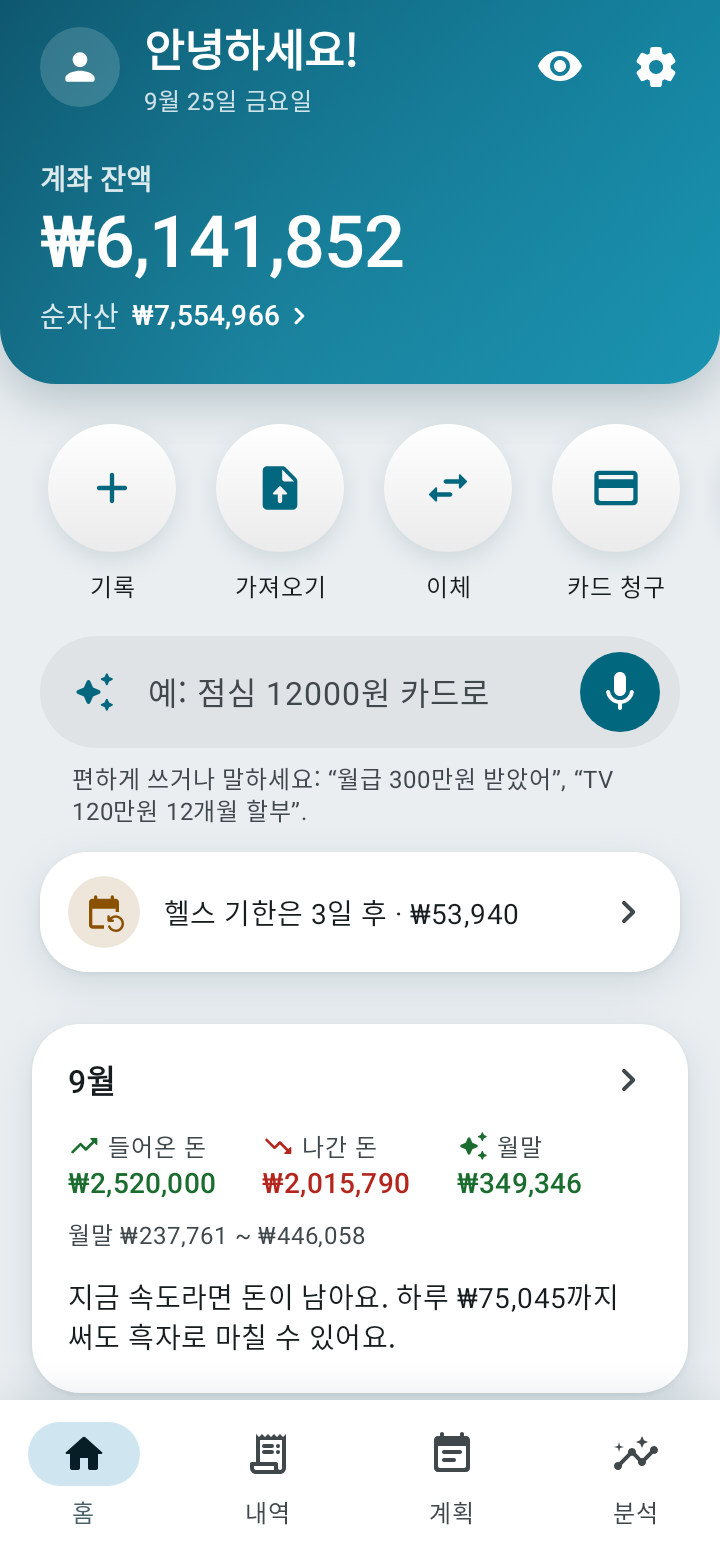 안녕하세요!
9월 25일 금요일
계좌 잔액
₩6,141,852
순자산 ₩7,554,966
기록
가져오기
이체
카드 청구
예: 점심 12000원 카드로
편하게 쓰거나 말하세요: “월급 300만원 받았어”, “TV
120만원 12개월 할부”.
헬스 기한은 3일 후 · ₩53,940
9월
들어온 돈 나간 돈 월말
₩2,520,000 ₩2,015,790 ₩349,346
월말 ₩237,761 ~ ₩446,058
지금 속도라면 돈이 남아요. 하루 ₩75,045까지
써도 흑자로 마칠 수 있어요.
홈 내역 계획 분석